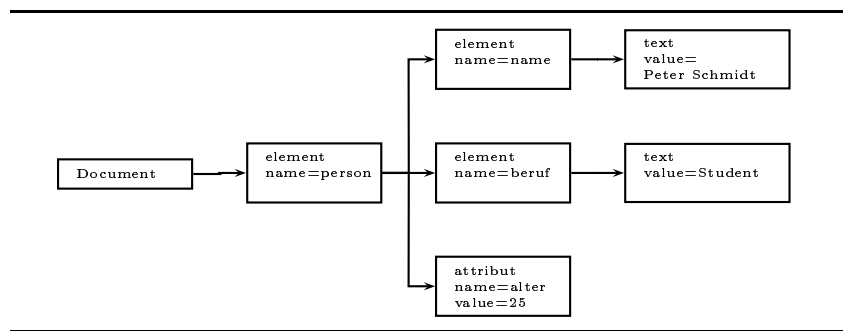 element
name=name
text
value=
Peter Schmidt
Document
element
name=person
element
name=beruf
text
value=Student
attribut
name=alter
value=25